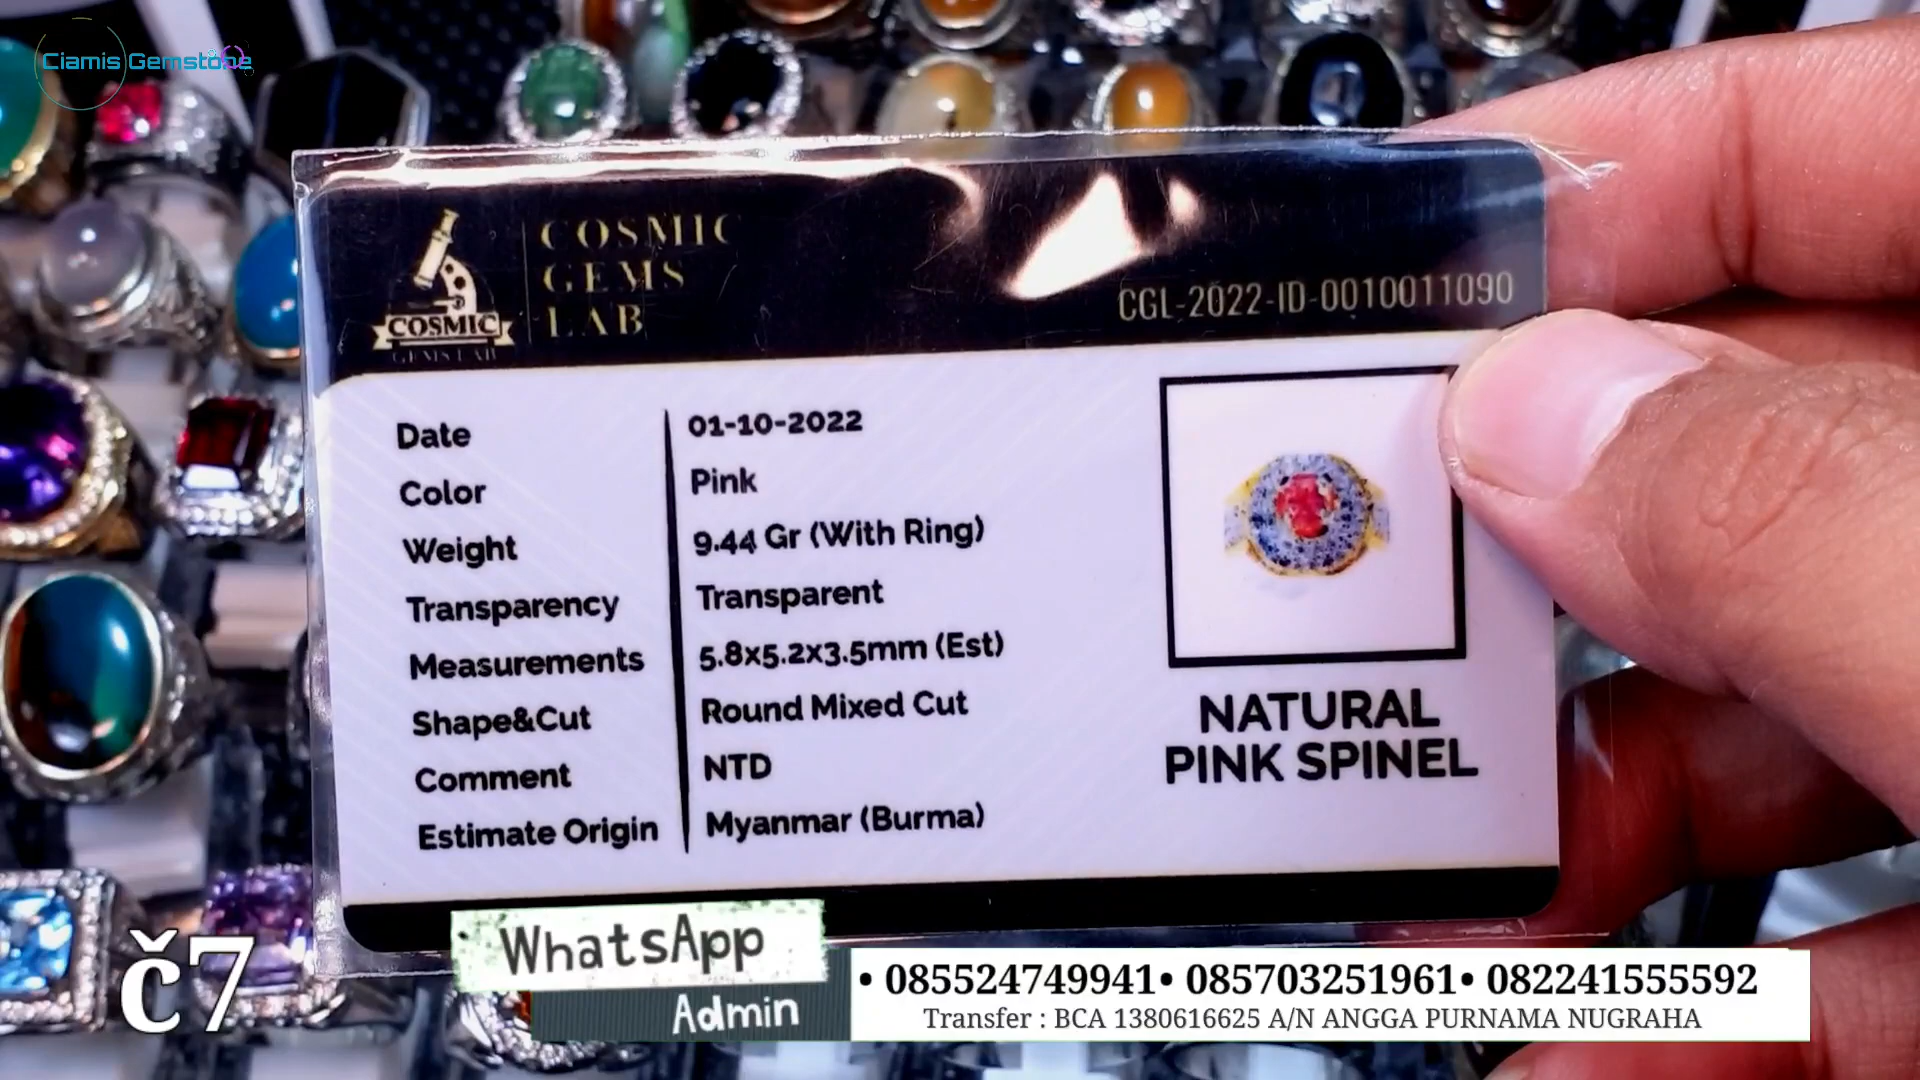 Ciamis Gemstone
COSMIC
GEMS
LAB
COSMIC
GEMS LAB
CGL-2022-ID-0010011090
Date 01-10-2022
Color Pink
Weight 9.44 Gr (With Ring)
Transparency Transparent
Measurements 5.8x5.2x3.5mm (Est)
Shape&Cut Round Mixed Cut
Comment NTD
Estimate Origin Myanmar (Burma)
NATURAL
PINK SPINEL
č7
WhatsApp
Admin
• 085524749941• 085703251961• 082241555592
Transfer : BCA 1380616625 A/N ANGGA PURNAMA NUGRAHA